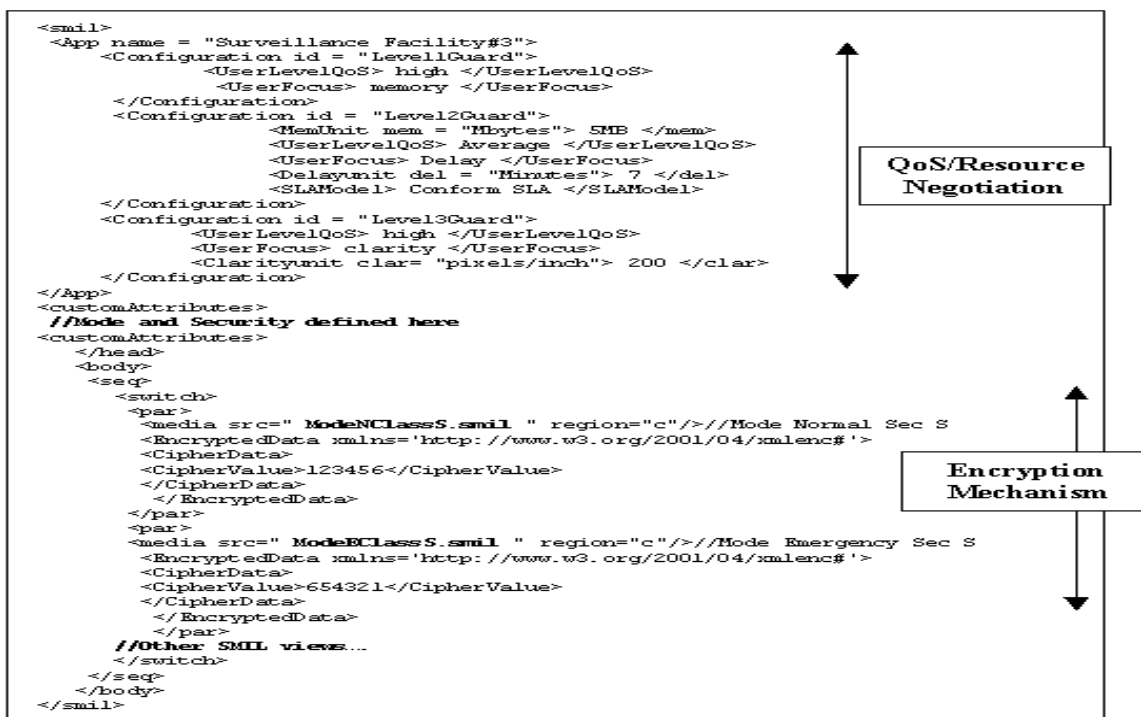 <smil>
<App name = "Surveillance Facility#3">
<Configuration id = "Level1Guard">
<UserLevelQoS> high </UserLevelQoS>
<UserFocus> memory </UserFocus>
</Configuration>
<Configuration id = "Level2Guard">
<MemUnit mem = "Mbytes"> 5MB </mem>
<UserLevelQoS> Average </UserLevelQoS>
<UserFocus> Delay </UserFocus>
<Delayunit del = "Minutes"> 7 </del>
<SLAModel> Conform SLA </SLAModel>
</Configuration>
<Configuration id = "Level3Guard">
<UserLevelQoS> high </UserLevelQoS>
<UserFocus> clarity </UserFocus>
<Clarityunit clar= "pixels/inch"> 200 </clar>
</Configuration>
</App>
<customAttributes>
//Mode and Security defined here
<customAttributes>
</head>
<body>
<seq>
<switch>
<par>
<media src=" ModeNClassS.smil " region="c"/>//Mode Normal Sec S
<EncryptedData xmlns='http://www.w3.org/2001/04/xmlenc#'>
<CipherData>
<CipherValue>123456</CipherValue>
</CipherData>
</EncryptedData>
</par>
<par>
<media src=" ModeEClassS.smil " region="c"/>//Mode Emergency Sec S
<EncryptedData xmlns='http://www.w3.org/2001/04/xmlenc#'>
<CipherData>
<CipherValue>654321</CipherValue>
</CipherData>
</EncryptedData>
</par>
//Other SMIL views...
</switch>
</seq>
</body>
</smil>
QoS/Resource
Negotiation
Encryption
Mechanism